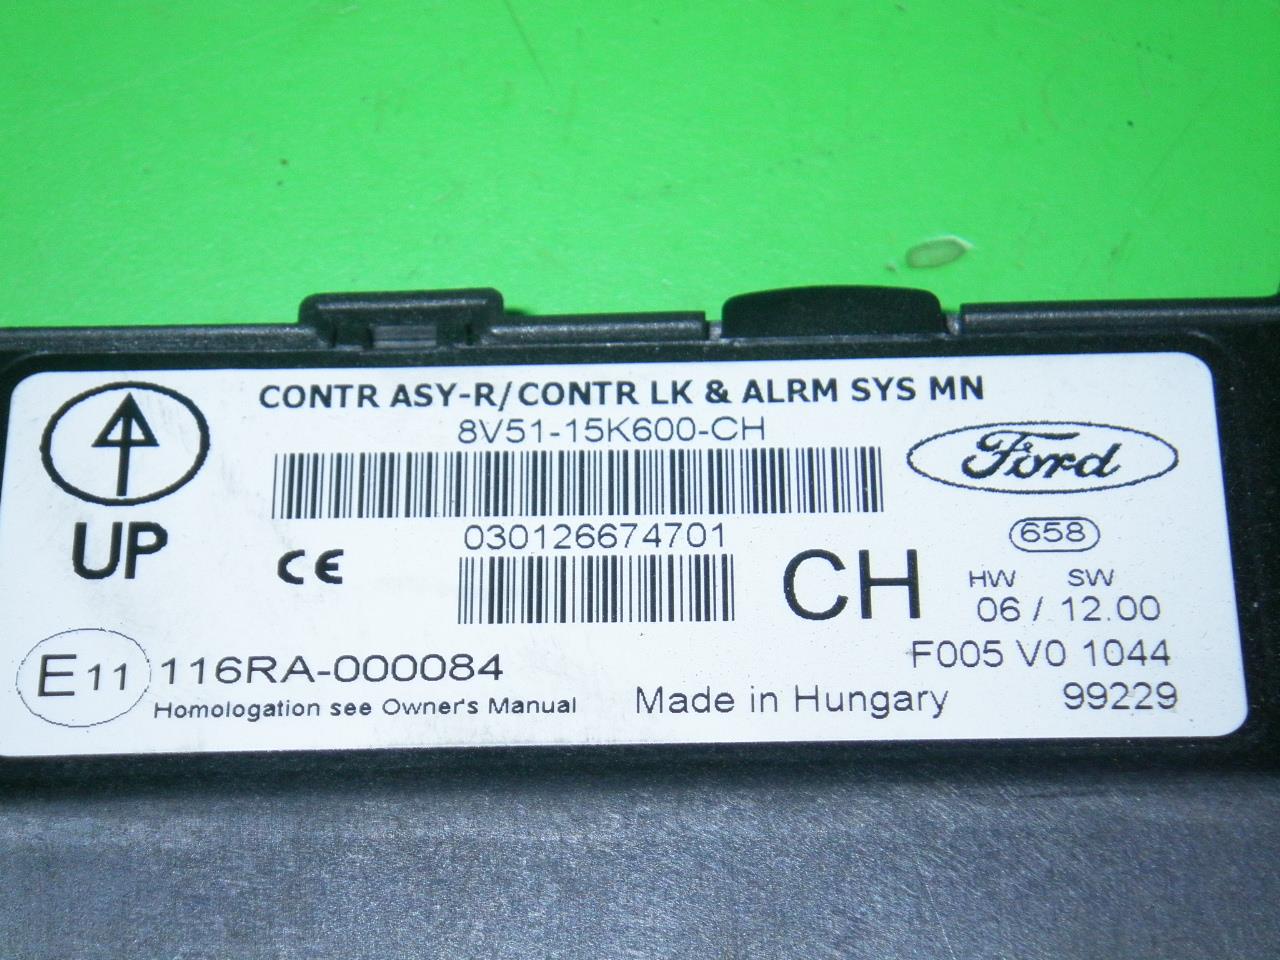 CONTR ASY-R/CONTR LK & ALRM SYS MN
8V51-15K600-CH
Ford
UP
CE
030126674701
CH
658
HW SW
06 / 12.00
E11 116RA-000084
F005 V0 1044
Homologation see Owner's Manual
Made in Hungary
99229